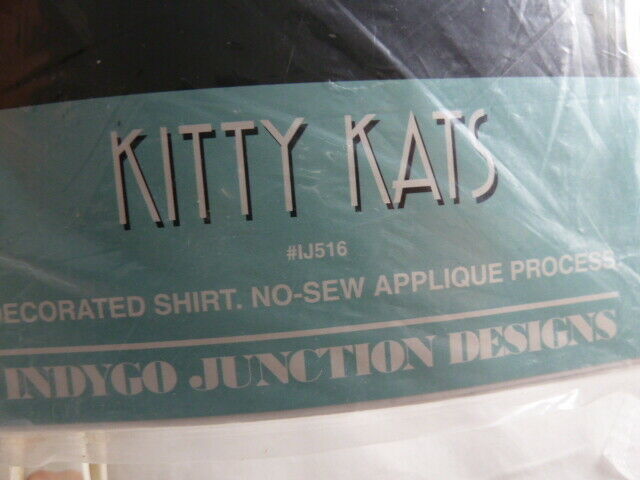 KITTY KATS
#IJ516
DECORATED SHIRT. NO-SEW APPLIQUE PROCESS.
INDYGO JUNCTION DESIGNS